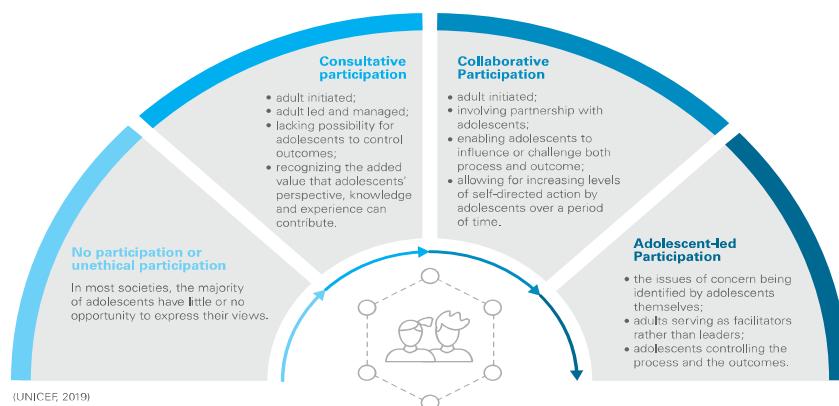 Consultative
participation
• adult initiated;
• adult led and managed;
• lacking possibility for
adolescents to control
outcomes;
• recognizing the added
value that adolescents'
perspective, knowledge
and experience can
contribute.
Collaborative
Participation
• adult initiated;
• involving partnership with
adolescents;
• enabling adolescents to
influence or challenge both
process and outcome;
• allowing for increasing levels
of self-directed action by
adolescents over a period
of time.
No participation or
unethical participation
In most societies, the majority
of adolescents have little or no
opportunity to express their views.
Adolescent-led
Participation
• the issues of concern being
identified by adolescents
themselves;
• adults serving as facilitators
rather than leaders;
• adolescents controlling the
process and the outcomes.
(UNICEF, 2019)